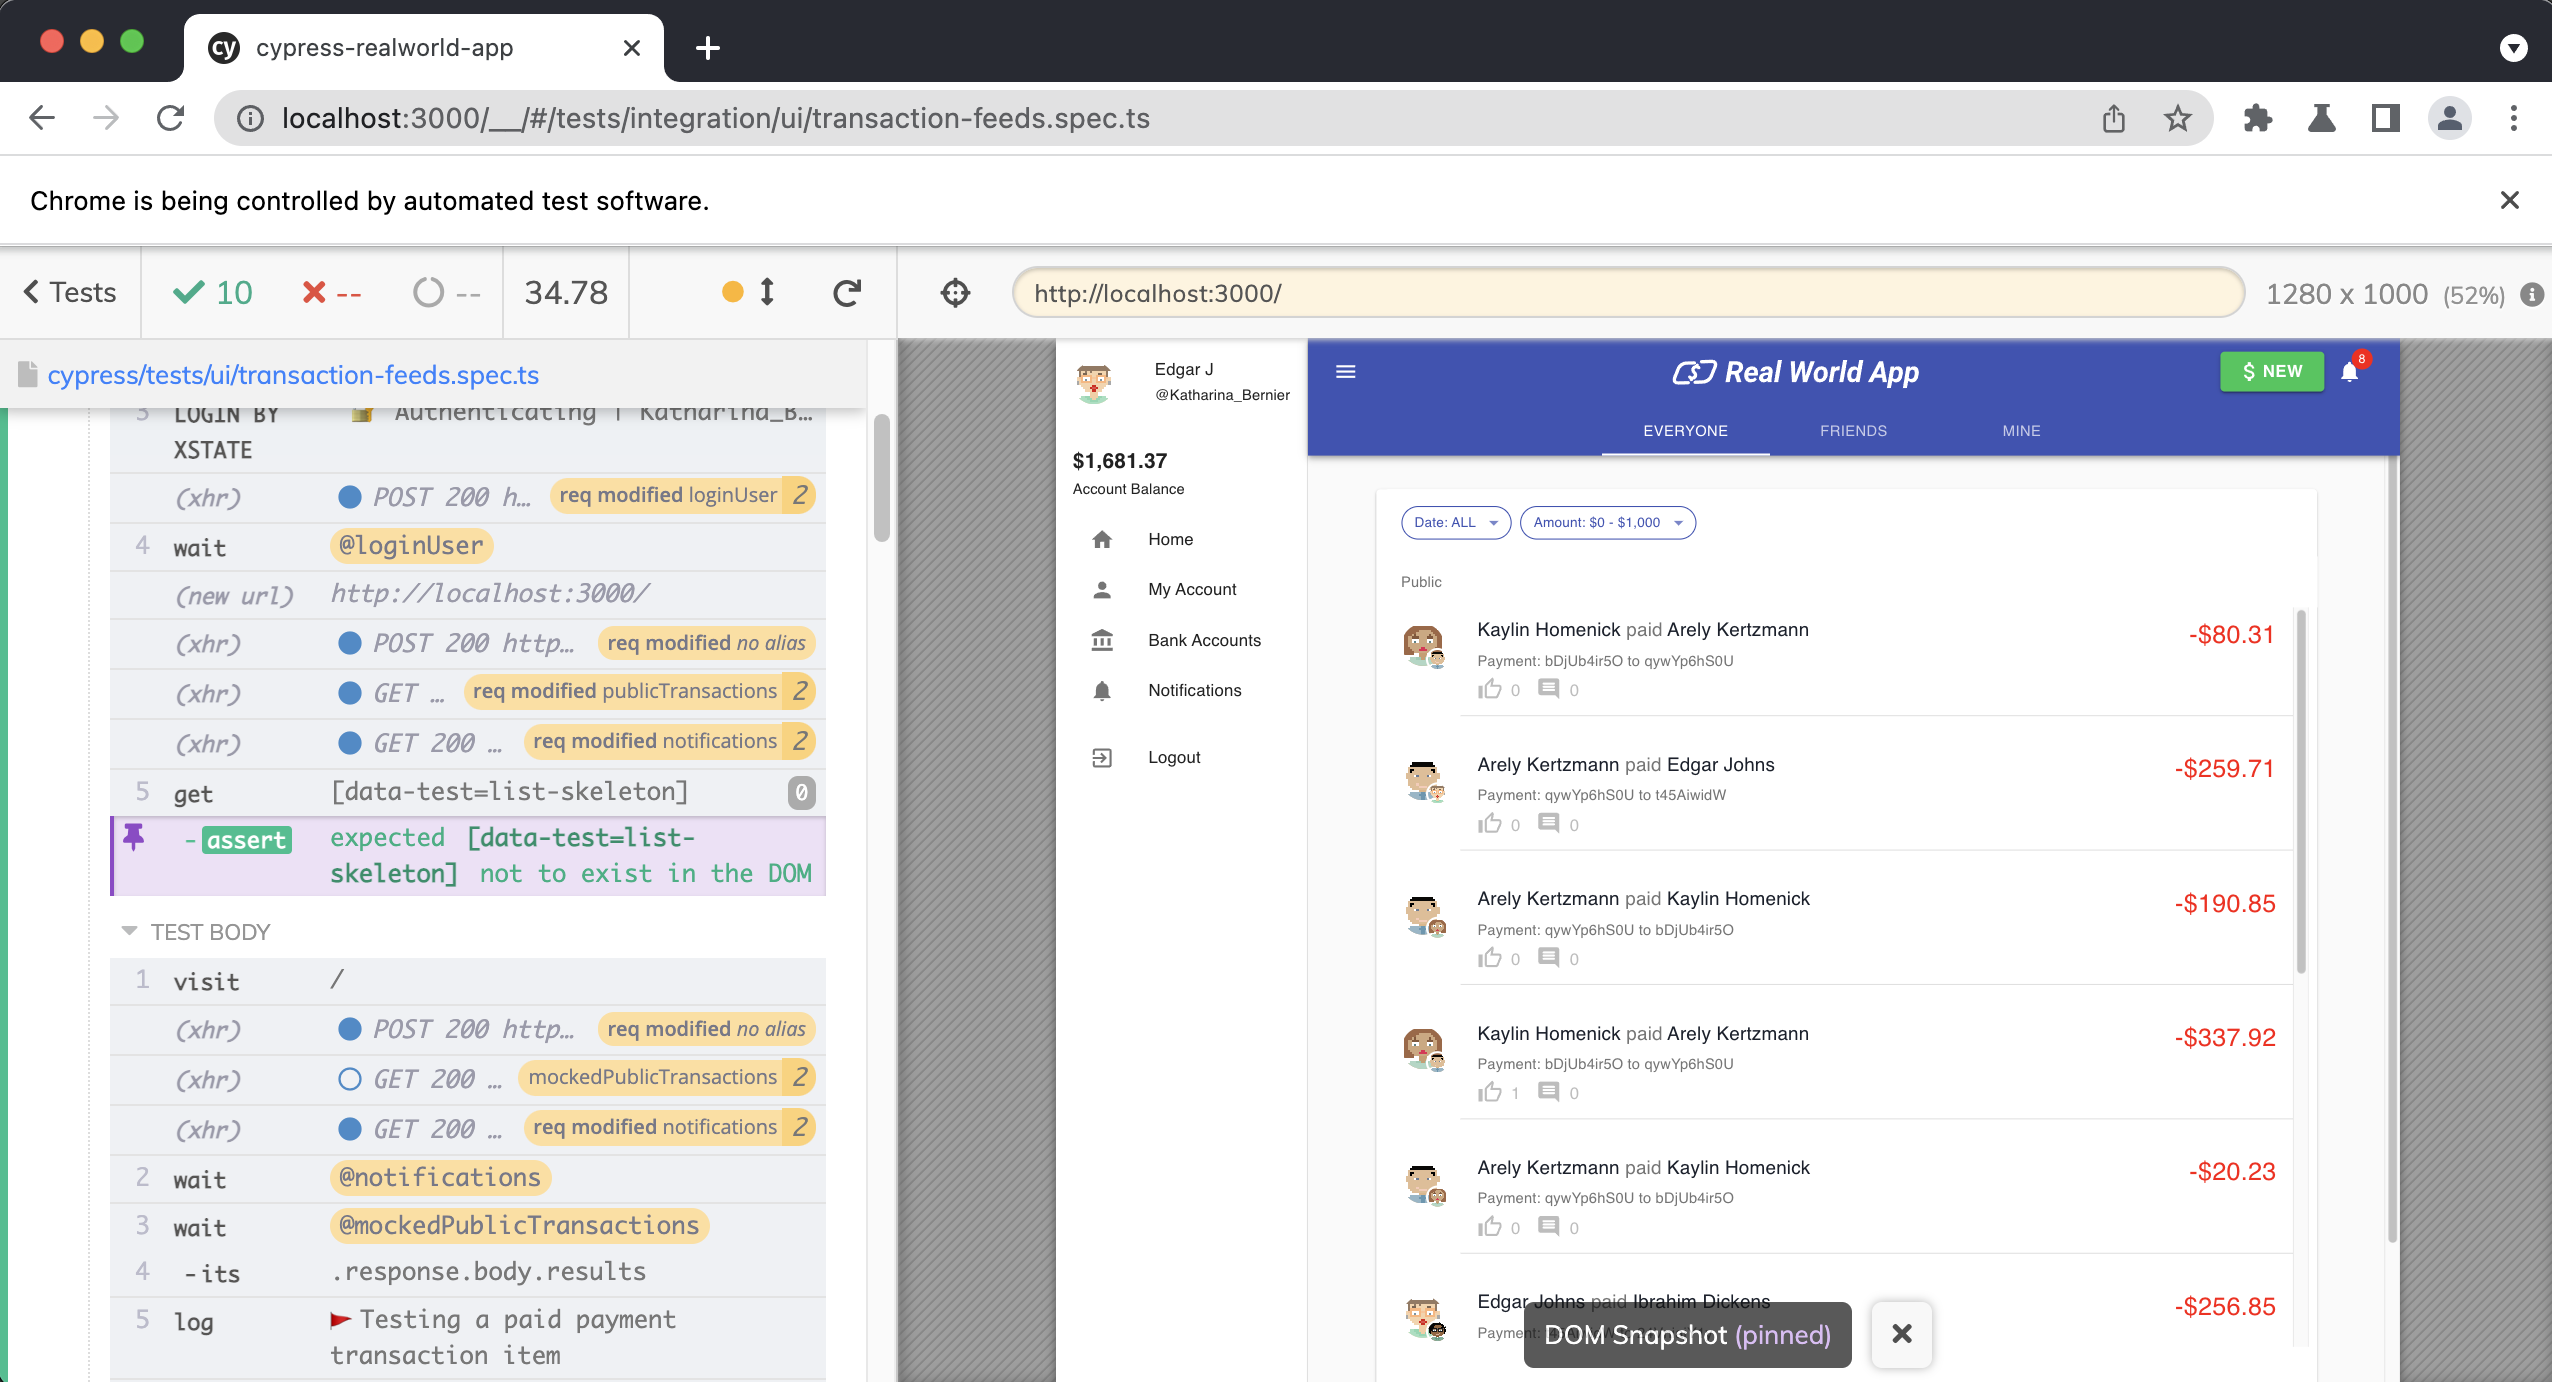 cy cypress-realworld-app
localhost:3000/__/#/tests/integration/ui/transaction-feeds.spec.ts
Chrome is being controlled by automated test software.
Tests 10 -- -- 34.78
http://localhost:3000/ 1280 x 1000 (52%)
cypress/tests/ui/transaction-feeds.spec.ts
3 LOGIN BY XSTATE Authenticating | Katharina_B...
(xhr) POST 200 h... req modified loginUser 2
4 wait @loginUser
(new url) http://localhost:3000/
(xhr) POST 200 http... req modified no alias
(xhr) GET ... req modified publicTransactions 2
(xhr) GET 200 ... req modified notifications 2
5 get [data-test=list-skeleton] 0
-assert expected [data-test=list-
skeleton] not to exist in the DOM
TEST BODY
1 visit /
(xhr) POST 200 http... req modified no alias
(xhr) GET 200 ... mockedPublicTransactions 2
(xhr) GET 200 ... req modified notifications 2
2 wait @notifications
3 wait @mockedPublicTransactions
4 -its .response.body.results
5 log Testing a paid payment
transaction item
Edgar J
@Katharina_Bernier
$1,681.37
Account Balance
Home
My Account
Bank Accounts
Notifications
Logout
Real World App
$ NEW
8
EVERYONE FRIENDS MINE
Date: ALL Amount: $0 - $1,000
Public
Kaylin Homenick paid Arely Kertzmann -$80.31
Payment: bDjUb4ir5O to qywYp6hS0U
0 0
Arely Kertzmann paid Edgar Johns -$259.71
Payment: qywYp6hS0U to t45AiwidW
0 0
Arely Kertzmann paid Kaylin Homenick -$190.85
Payment: qywYp6hS0U to bDjUb4ir5O
0 0
Kaylin Homenick paid Arely Kertzmann -$337.92
Payment: bDjUb4ir5O to qywYp6hS0U
1 0
Arely Kertzmann paid Kaylin Homenick -$20.23
Payment: qywYp6hS0U to bDjUb4ir5O
0 0
Edgar Johns paid Ibrahim Dickens -$256.85
Payment:
DOM Snapshot (pinned)